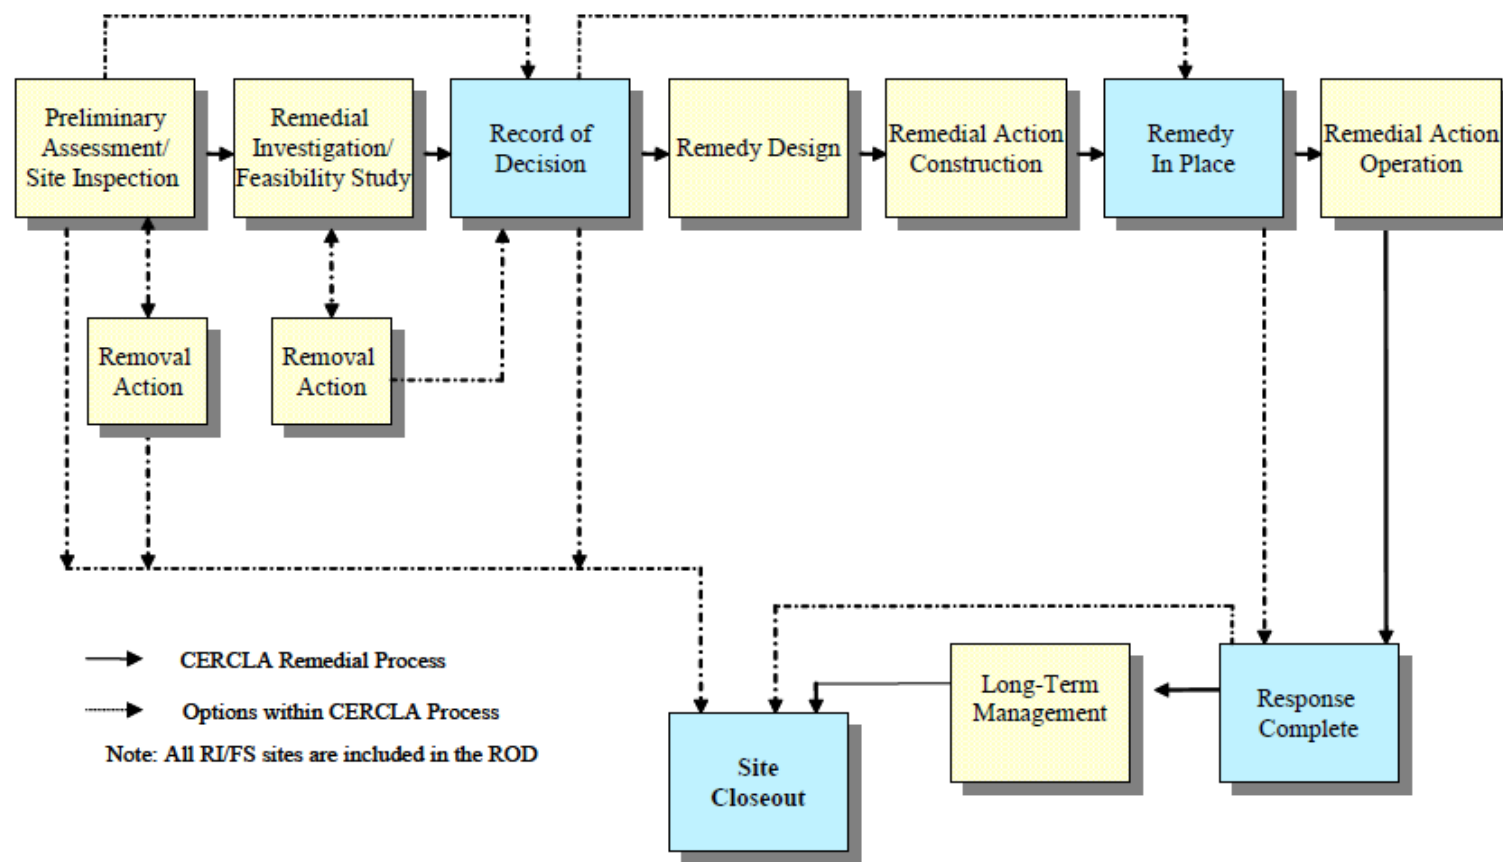 Preliminary
Assessment/
Site Inspection
Remedial
Investigation/
Feasibility Study
Record of
Decision
Remedy Design
Remedial Action
Construction
Remedy
In Place
Remedial Action
Operation
Removal
Action
Removal
Action
CERCLA Remedial Process
Options within CERCLA Process
Note: All RI/FS sites are included in the ROD
Long-Term
Management
Response
Complete
Site
Closeout